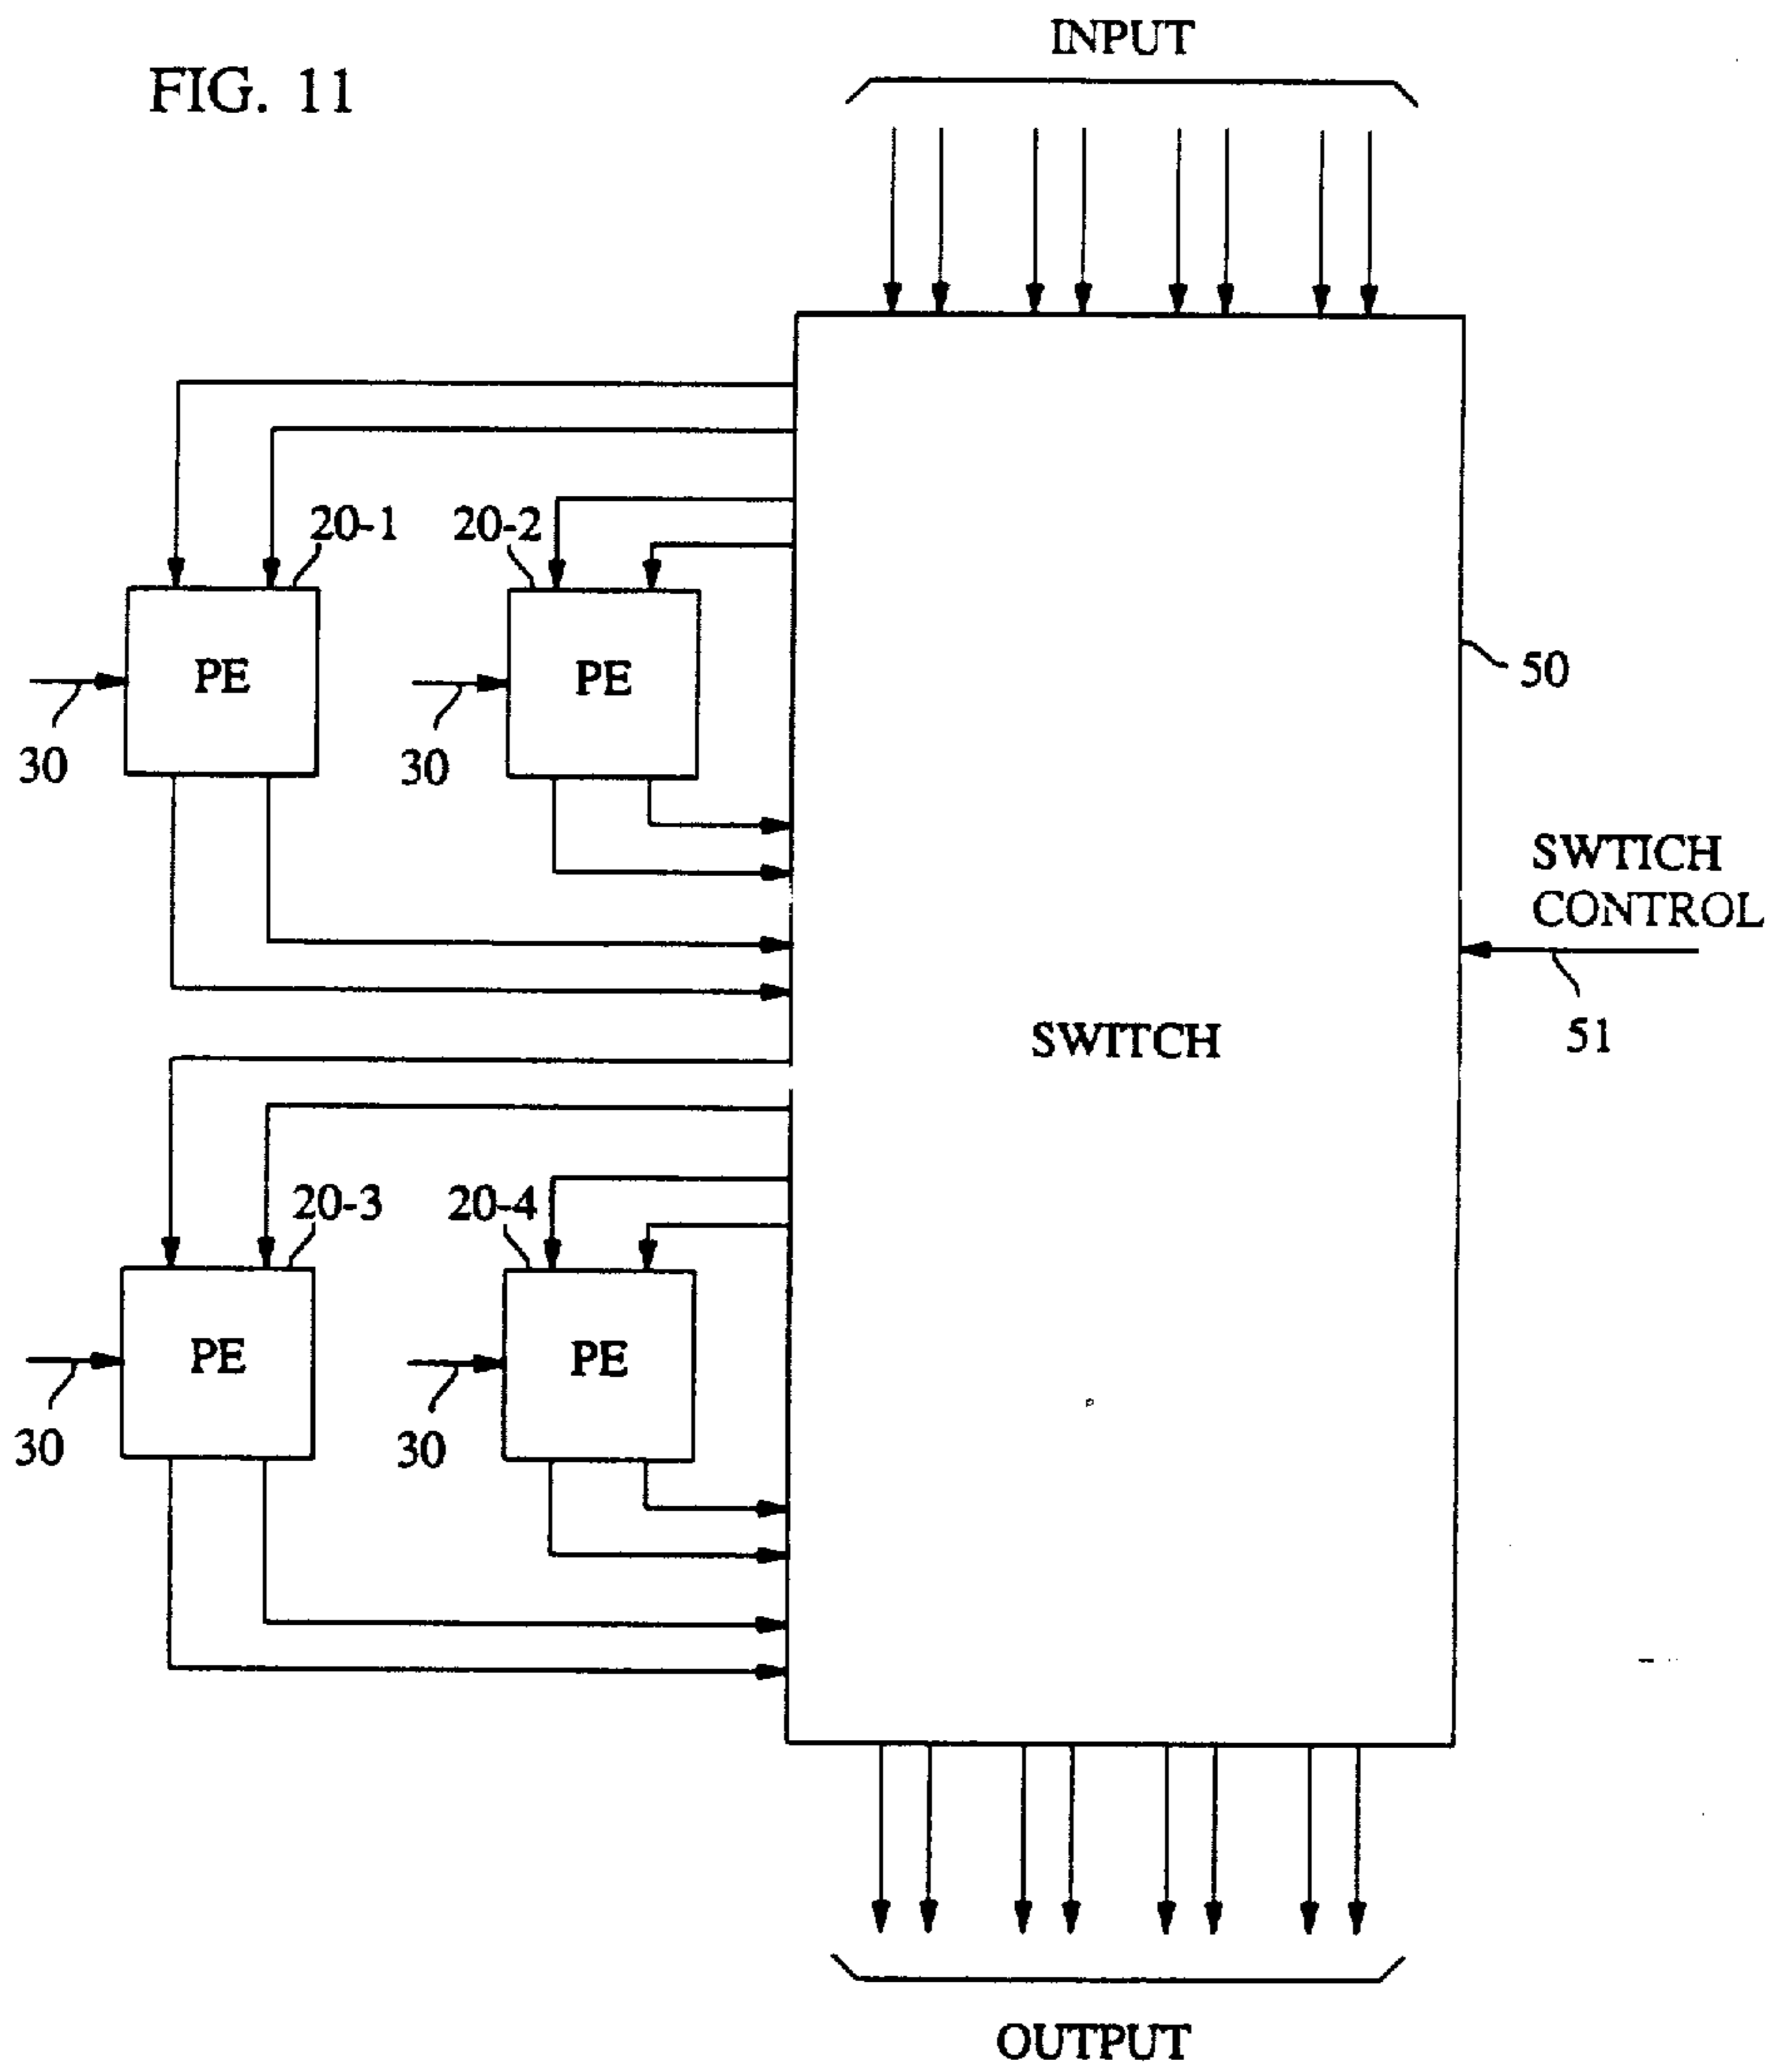 INPUT
FIG. 11
20-1
20-2
PE
PE
50
30
30
SWTICH
CONTROL
SWITCH
51
20-3
20-4
PE
PE
30
30
OUTPUT